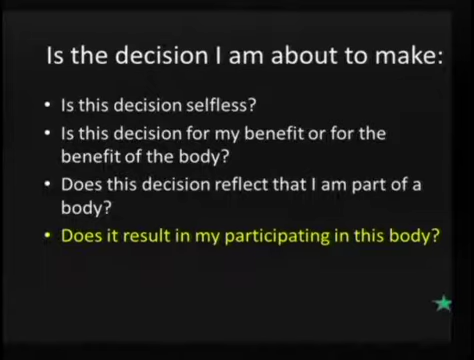 Is the decision I am about to make:
• Is this decision selfless?
• Is this decision for my benefit or for the
benefit of the body?
• Does this decision reflect that I am part of a
body?
• Does it result in my participating in this body?